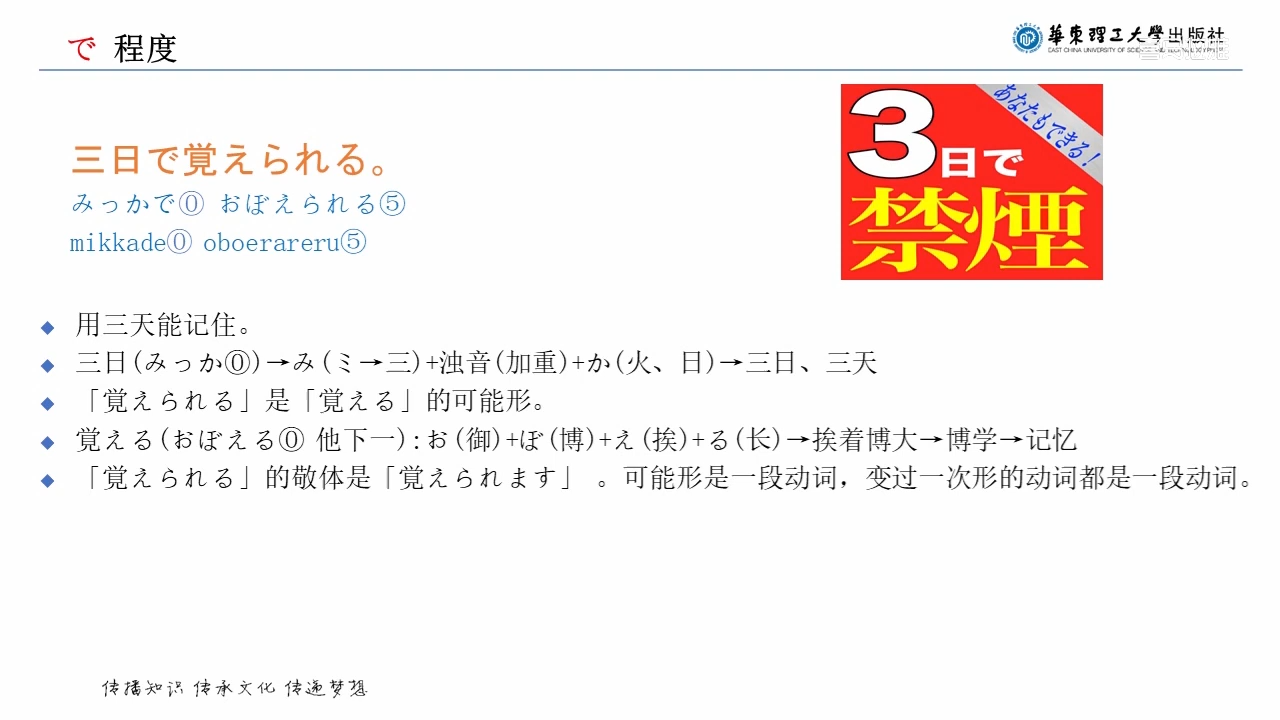 で 程度
華東理工大學出版社
三日で覚えられる。
みっかで⓪ おぼえられる⑤
mikkade⓪ oboerareru⑤
あなたもできる!
3日で
禁煙
用三天能记住。
三日(みっか⓪)→み(ミ→三)+浊音(加重)+か(火、日)→三日、三天
「覚えられる」是「覚える」的可能形。
覚える(おぼえる⓪ 他下一):お(御)+ぼ(博)+え(挨)+る(长)→挨着博大→博学→记忆
「覚えられる」的敬体是「覚えられます」 。可能形是一段动词，变过一次形的动词都是一段动词。
传播知识 传承文化 传递梦想